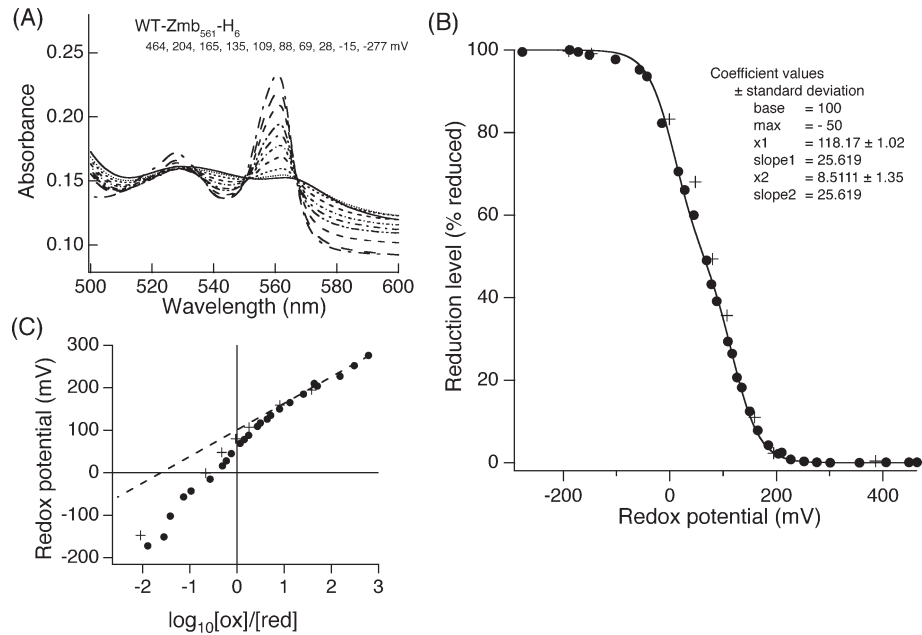 (A)
WT-Zmb561-H6
464, 204, 165, 135, 109, 88, 69, 28, -15, -277 mV
0.25
0.20
0.15
0.10
Absorbance
500
520
540
560
580
600
Wavelength (nm)
(B)
100
80
60
40
20
0
Reduction level (% reduced)
Coefficient values
± standard deviation
base = 100
max = - 50
x1 = 118.17 ± 1.02
slope1 = 25.619
x2 = 8.5111 ± 1.35
slope2 = 25.619
-200
0
200
400
Redox potential (mV)
(C)
300
200
100
0
-100
-200
Redox potential (mV)
-2
-1
0
1
2
3
log10[ox]/[red]